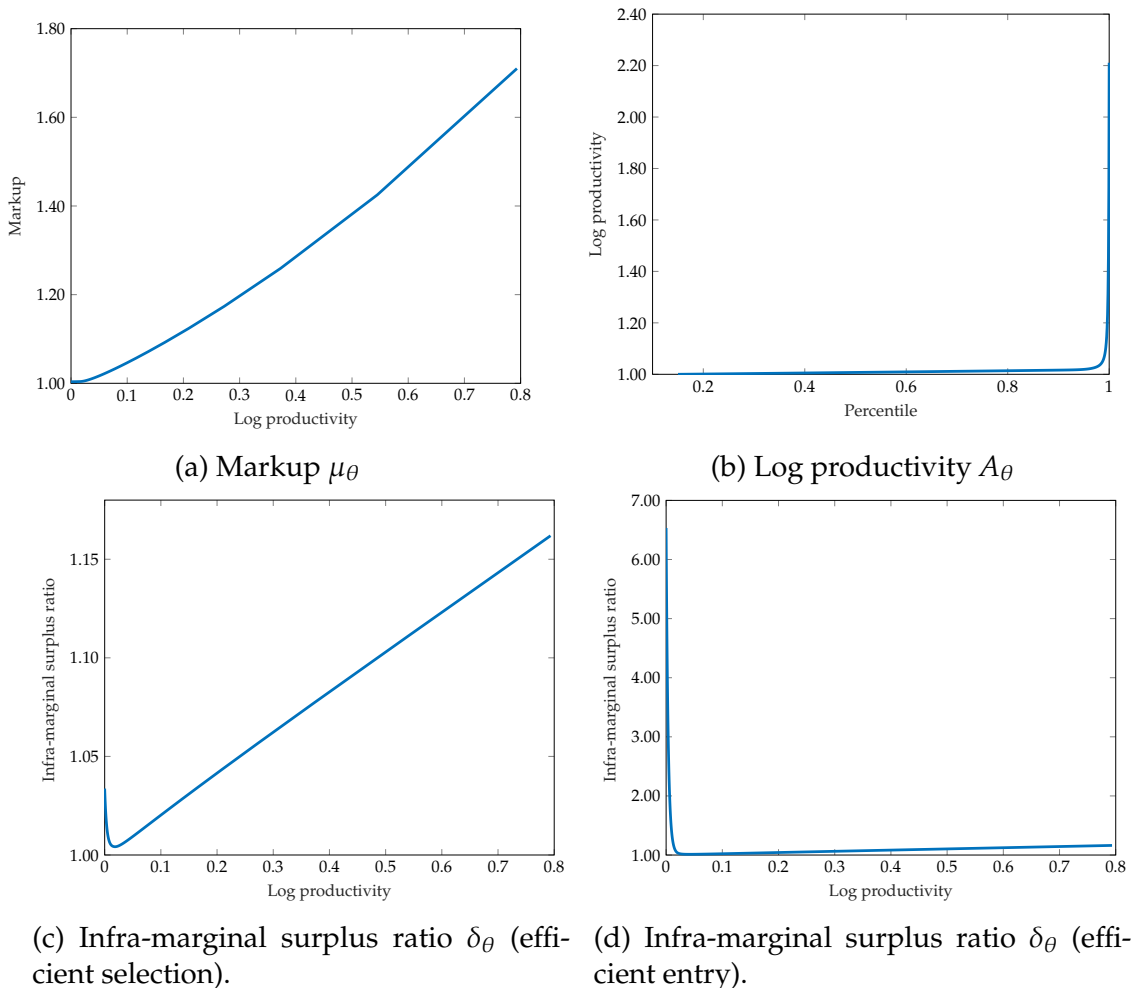 1.80
1.60
1.40
1.20
1.00
Markup
0 0.1 0.2 0.3 0.4 0.5 0.6 0.7 0.8
Log productivity
(a) Markup μθ
2.40
2.20
2.00
1.80
1.60
1.40
1.20
1.00
Log productivity
0.2 0.4 0.6 0.8 1
Percentile
(b) Log productivity Aθ
1.15
1.10
1.05
1.00
Infra-marginal surplus ratio
0 0.1 0.2 0.3 0.4 0.5 0.6 0.7 0.8
Log productivity
(c) Infra-marginal surplus ratio δθ (effi-
cient selection).
7.00
6.00
5.00
4.00
3.00
2.00
1.00
Infra-marginal surplus ratio
0 0.1 0.2 0.3 0.4 0.5 0.6 0.7 0.8
Log productivity
(d) Infra-marginal surplus ratio δθ (effi-
cient entry).